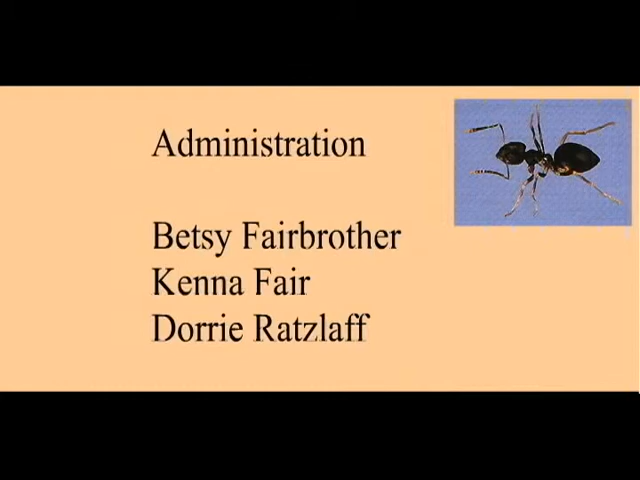 Administration
Betsy Fairbrother
Kenna Fair
Dorrie Ratzlaff